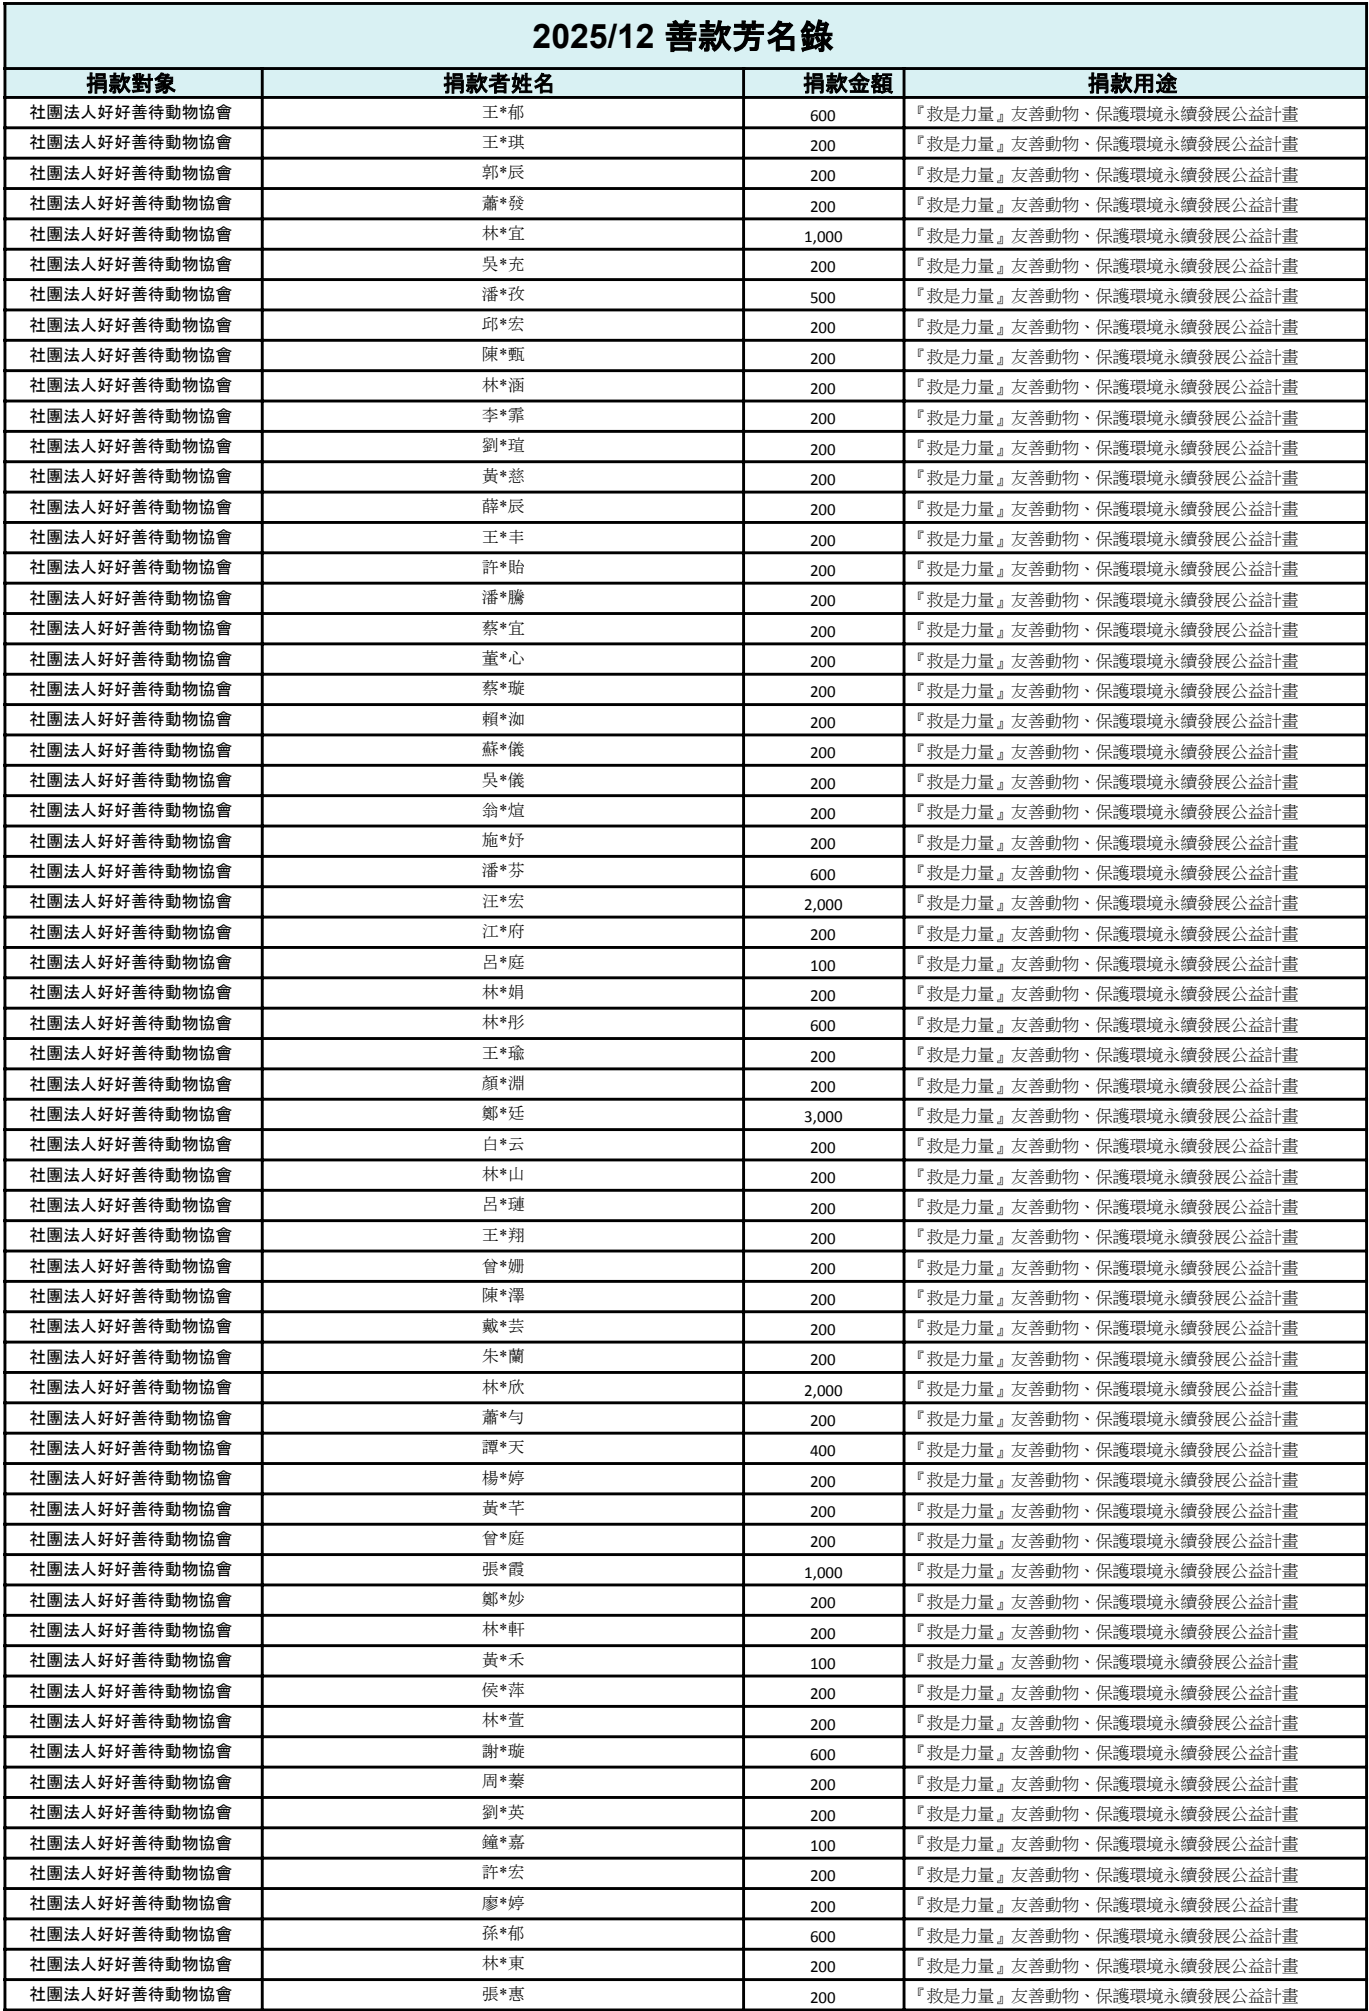 2025/12 善款芳名錄
捐款對象 捐款者姓名 捐款金額 捐款用途
社團法人好好善待動物協會 王*郁 600 『救是力量』友善動物、保護環境永續發展公益計畫
社團法人好好善待動物協會 王*琪 200 『救是力量』友善動物、保護環境永續發展公益計畫
社團法人好好善待動物協會 郭*辰 200 『救是力量』友善動物、保護環境永續發展公益計畫
社團法人好好善待動物協會 蕭*發 200 『救是力量』友善動物、保護環境永續發展公益計畫
社團法人好好善待動物協會 林*宜 1,000 『救是力量』友善動物、保護環境永續發展公益計畫
社團法人好好善待動物協會 吳*充 200 『救是力量』友善動物、保護環境永續發展公益計畫
社團法人好好善待動物協會 潘*孜 500 『救是力量』友善動物、保護環境永續發展公益計畫
社團法人好好善待動物協會 邱*宏 200 『救是力量』友善動物、保護環境永續發展公益計畫
社團法人好好善待動物協會 陳*甄 200 『救是力量』友善動物、保護環境永續發展公益計畫
社團法人好好善待動物協會 林*涵 200 『救是力量』友善動物、保護環境永續發展公益計畫
社團法人好好善待動物協會 李*霏 200 『救是力量』友善動物、保護環境永續發展公益計畫
社團法人好好善待動物協會 劉*瑄 200 『救是力量』友善動物、保護環境永續發展公益計畫
社團法人好好善待動物協會 黃*慈 200 『救是力量』友善動物、保護環境永續發展公益計畫
社團法人好好善待動物協會 薛*辰 200 『救是力量』友善動物、保護環境永續發展公益計畫
社團法人好好善待動物協會 王*丰 200 『救是力量』友善動物、保護環境永續發展公益計畫
社團法人好好善待動物協會 許*貽 200 『救是力量』友善動物、保護環境永續發展公益計畫
社團法人好好善待動物協會 潘*騰 200 『救是力量』友善動物、保護環境永續發展公益計畫
社團法人好好善待動物協會 蔡*宜 200 『救是力量』友善動物、保護環境永續發展公益計畫
社團法人好好善待動物協會 董*心 200 『救是力量』友善動物、保護環境永續發展公益計畫
社團法人好好善待動物協會 蔡*璇 200 『救是力量』友善動物、保護環境永續發展公益計畫
社團法人好好善待動物協會 賴*洳 200 『救是力量』友善動物、保護環境永續發展公益計畫
社團法人好好善待動物協會 蘇*儀 200 『救是力量』友善動物、保護環境永續發展公益計畫
社團法人好好善待動物協會 吳*儀 200 『救是力量』友善動物、保護環境永續發展公益計畫
社團法人好好善待動物協會 翁*煊 200 『救是力量』友善動物、保護環境永續發展公益計畫
社團法人好好善待動物協會 施*妤 200 『救是力量』友善動物、保護環境永續發展公益計畫
社團法人好好善待動物協會 潘*芬 600 『救是力量』友善動物、保護環境永續發展公益計畫
社團法人好好善待動物協會 汪*宏 2,000 『救是力量』友善動物、保護環境永續發展公益計畫
社團法人好好善待動物協會 江*府 200 『救是力量』友善動物、保護環境永續發展公益計畫
社團法人好好善待動物協會 呂*庭 100 『救是力量』友善動物、保護環境永續發展公益計畫
社團法人好好善待動物協會 林*娟 200 『救是力量』友善動物、保護環境永續發展公益計畫
社團法人好好善待動物協會 林*彤 600 『救是力量』友善動物、保護環境永續發展公益計畫
社團法人好好善待動物協會 王*瑜 200 『救是力量』友善動物、保護環境永續發展公益計畫
社團法人好好善待動物協會 顏*淵 200 『救是力量』友善動物、保護環境永續發展公益計畫
社團法人好好善待動物協會 鄭*廷 3,000 『救是力量』友善動物、保護環境永續發展公益計畫
社團法人好好善待動物協會 白*云 200 『救是力量』友善動物、保護環境永續發展公益計畫
社團法人好好善待動物協會 林*山 200 『救是力量』友善動物、保護環境永續發展公益計畫
社團法人好好善待動物協會 呂*璉 200 『救是力量』友善動物、保護環境永續發展公益計畫
社團法人好好善待動物協會 王*翔 200 『救是力量』友善動物、保護環境永續發展公益計畫
社團法人好好善待動物協會 曾*姍 200 『救是力量』友善動物、保護環境永續發展公益計畫
社團法人好好善待動物協會 陳*澤 200 『救是力量』友善動物、保護環境永續發展公益計畫
社團法人好好善待動物協會 戴*芸 200 『救是力量』友善動物、保護環境永續發展公益計畫
社團法人好好善待動物協會 朱*蘭 200 『救是力量』友善動物、保護環境永續發展公益計畫
社團法人好好善待動物協會 林*欣 2,000 『救是力量』友善動物、保護環境永續發展公益計畫
社團法人好好善待動物協會 蕭*勻 200 『救是力量』友善動物、保護環境永續發展公益計畫
社團法人好好善待動物協會 譚*天 400 『救是力量』友善動物、保護環境永續發展公益計畫
社團法人好好善待動物協會 楊*婷 200 『救是力量』友善動物、保護環境永續發展公益計畫
社團法人好好善待動物協會 黃*芊 200 『救是力量』友善動物、保護環境永續發展公益計畫
社團法人好好善待動物協會 曾*庭 200 『救是力量』友善動物、保護環境永續發展公益計畫
社團法人好好善待動物協會 張*霞 1,000 『救是力量』友善動物、保護環境永續發展公益計畫
社團法人好好善待動物協會 鄭*妙 200 『救是力量』友善動物、保護環境永續發展公益計畫
社團法人好好善待動物協會 林*軒 200 『救是力量』友善動物、保護環境永續發展公益計畫
社團法人好好善待動物協會 黃*禾 100 『救是力量』友善動物、保護環境永續發展公益計畫
社團法人好好善待動物協會 侯*萍 200 『救是力量』友善動物、保護環境永續發展公益計畫
社團法人好好善待動物協會 林*萱 200 『救是力量』友善動物、保護環境永續發展公益計畫
社團法人好好善待動物協會 謝*璇 600 『救是力量』友善動物、保護環境永續發展公益計畫
社團法人好好善待動物協會 周*蓁 200 『救是力量』友善動物、保護環境永續發展公益計畫
社團法人好好善待動物協會 劉*英 200 『救是力量』友善動物、保護環境永續發展公益計畫
社團法人好好善待動物協會 鐘*嘉 100 『救是力量』友善動物、保護環境永續發展公益計畫
社團法人好好善待動物協會 許*宏 200 『救是力量』友善動物、保護環境永續發展公益計畫
社團法人好好善待動物協會 廖*婷 200 『救是力量』友善動物、保護環境永續發展公益計畫
社團法人好好善待動物協會 孫*郁 600 『救是力量』友善動物、保護環境永續發展公益計畫
社團法人好好善待動物協會 林*東 200 『救是力量』友善動物、保護環境永續發展公益計畫
社團法人好好善待動物協會 張*惠 200 『救是力量』友善動物、保護環境永續發展公益計畫